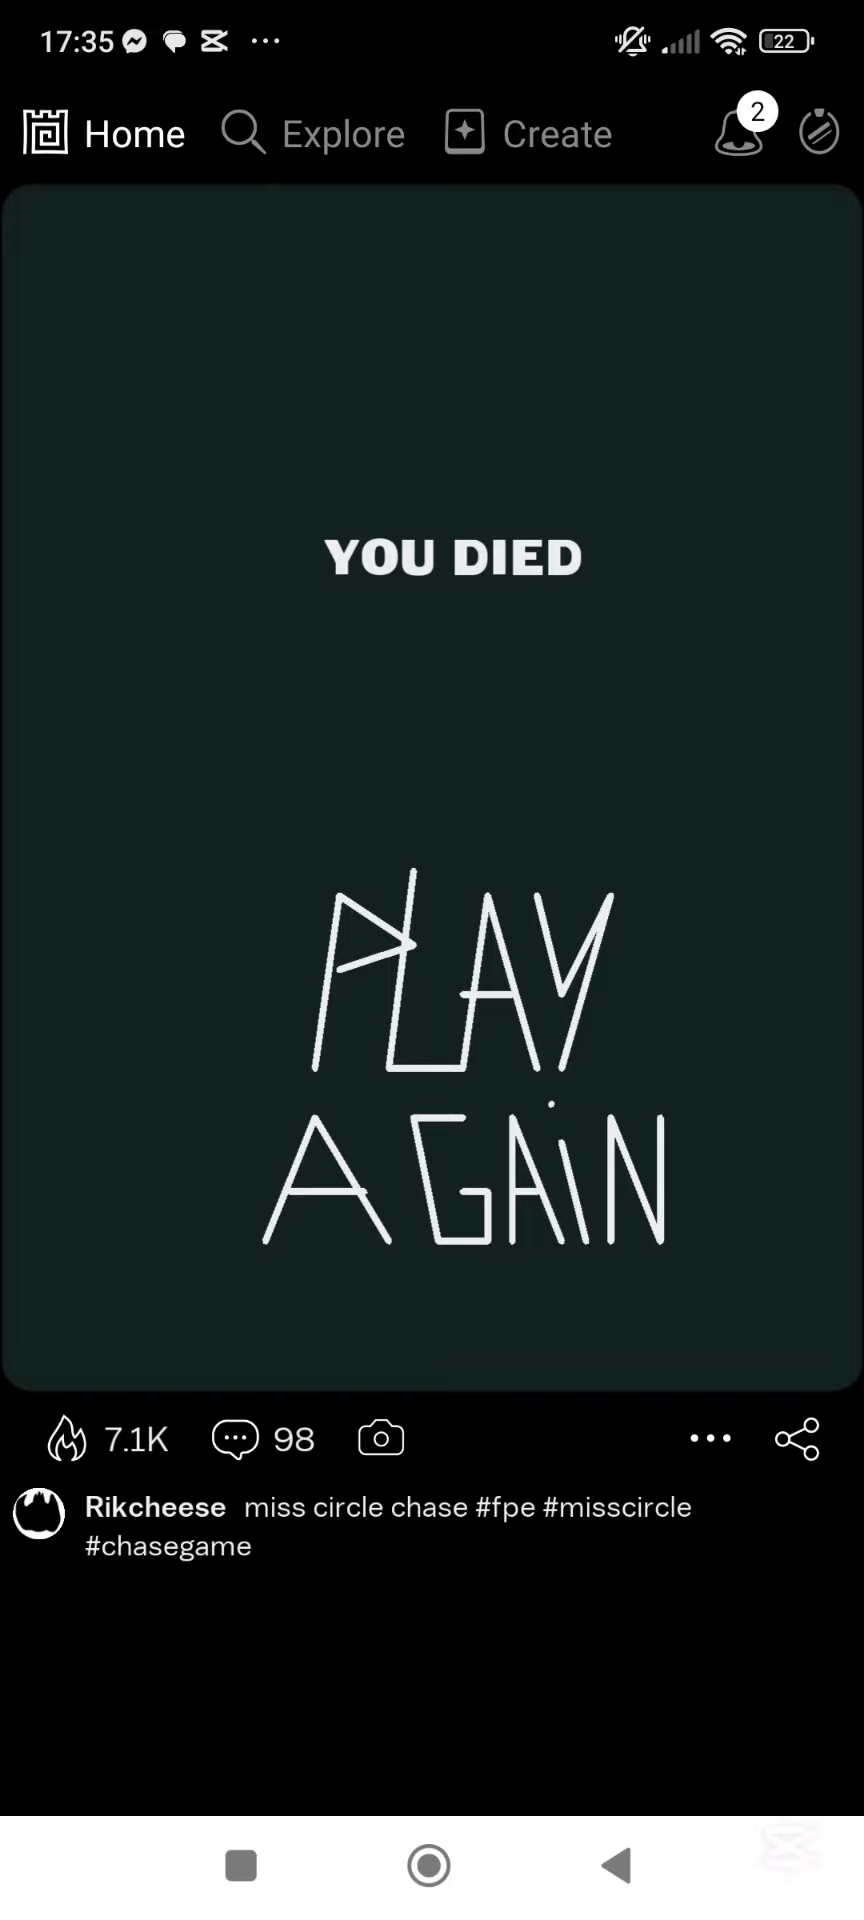 17:35
22
Home Explore Create 2
YOU DIED
PLAY
AGAiN
7.1K 98
Rikcheese miss circle chase #fpe #misscircle
#chasegame